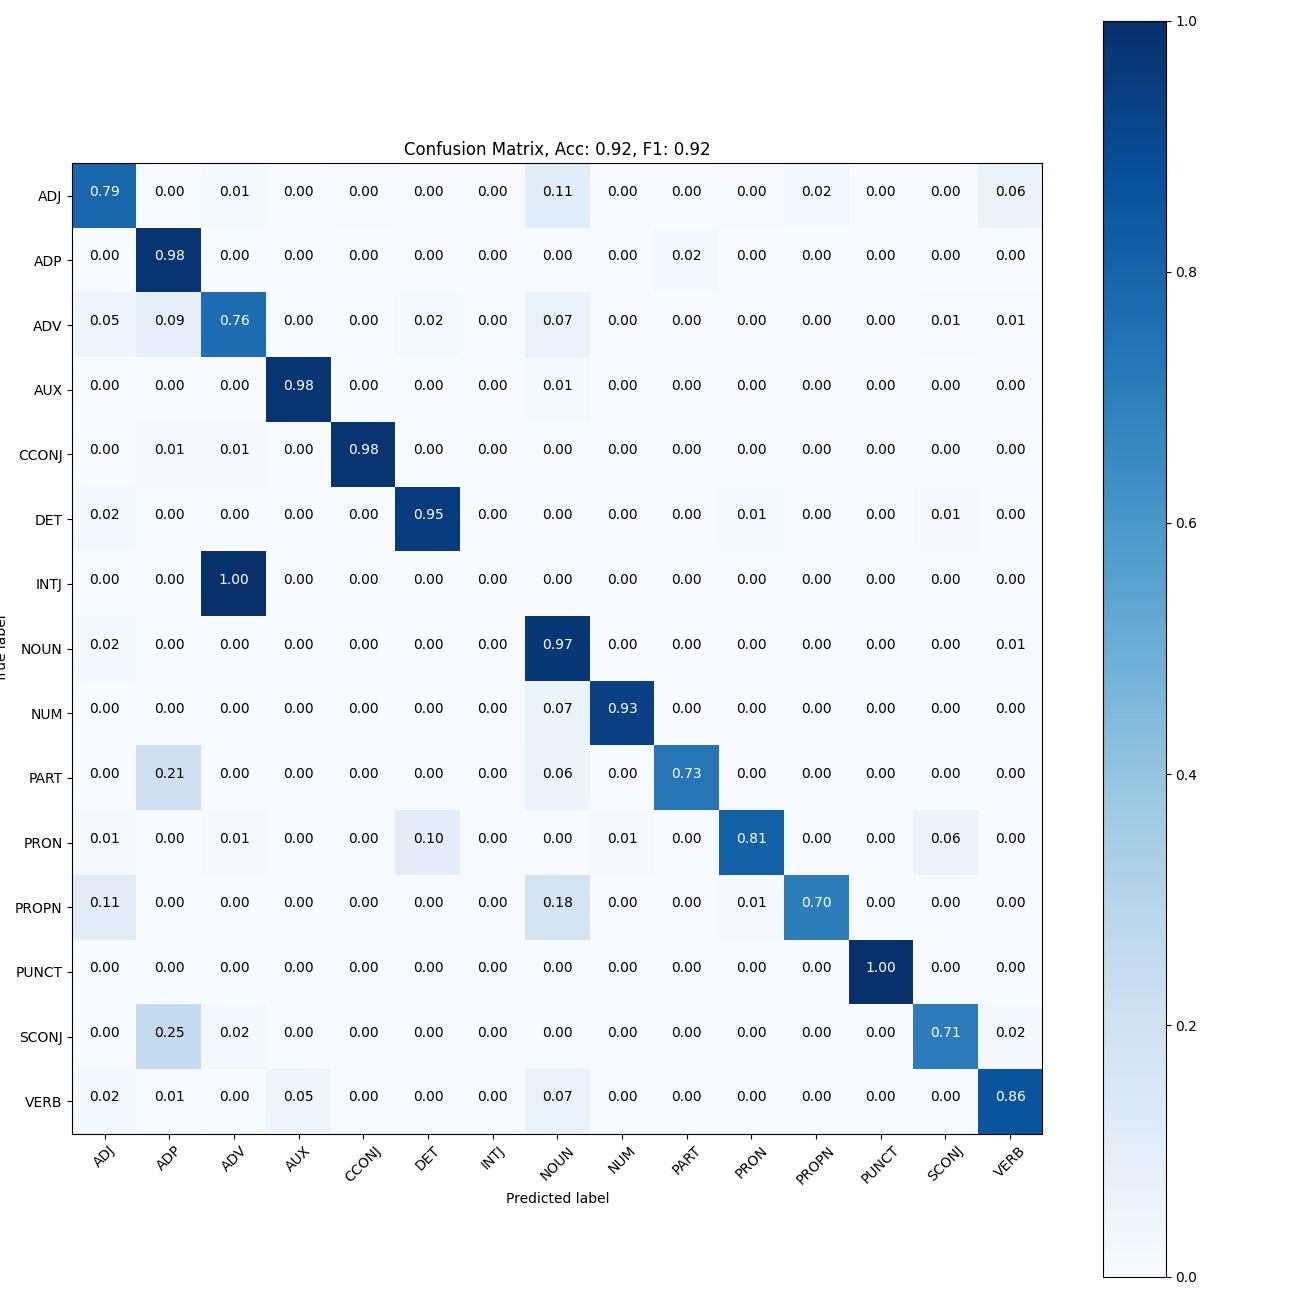 Confusion Matrix, Acc: 0.92, F1: 0.92
ADJ 0.79 0.00 0.01 0.00 0.00 0.00 0.00 0.11 0.00 0.00 0.00 0.02 0.00 0.00 0.06
ADP 0.00 0.98 0.00 0.00 0.00 0.00 0.00 0.00 0.00 0.02 0.00 0.00 0.00 0.00 0.00
ADV 0.05 0.09 0.76 0.00 0.00 0.02 0.00 0.07 0.00 0.00 0.00 0.00 0.00 0.01 0.01
AUX 0.00 0.00 0.00 0.98 0.00 0.00 0.00 0.01 0.00 0.00 0.00 0.00 0.00 0.00 0.00
CCONJ 0.00 0.01 0.01 0.00 0.98 0.00 0.00 0.00 0.00 0.00 0.00 0.00 0.00 0.00 0.00
DET 0.02 0.00 0.00 0.00 0.00 0.95 0.00 0.00 0.00 0.00 0.01 0.00 0.00 0.01 0.00
INTJ 0.00 0.00 1.00 0.00 0.00 0.00 0.00 0.00 0.00 0.00 0.00 0.00 0.00 0.00 0.00
NOUN 0.02 0.00 0.00 0.00 0.00 0.00 0.00 0.97 0.00 0.00 0.00 0.00 0.00 0.00 0.01
NUM 0.00 0.00 0.00 0.00 0.00 0.00 0.00 0.07 0.93 0.00 0.00 0.00 0.00 0.00 0.00
PART 0.00 0.21 0.00 0.00 0.00 0.00 0.00 0.06 0.00 0.73 0.00 0.00 0.00 0.00 0.00
PRON 0.01 0.00 0.01 0.00 0.00 0.10 0.00 0.00 0.01 0.00 0.81 0.00 0.00 0.06 0.00
PROPN 0.11 0.00 0.00 0.00 0.00 0.00 0.00 0.18 0.00 0.00 0.01 0.70 0.00 0.00 0.00
PUNCT 0.00 0.00 0.00 0.00 0.00 0.00 0.00 0.00 0.00 0.00 0.00 0.00 1.00 0.00 0.00
SCONJ 0.00 0.25 0.02 0.00 0.00 0.00 0.00 0.00 0.00 0.00 0.00 0.00 0.00 0.71 0.02
VERB 0.02 0.01 0.00 0.05 0.00 0.00 0.00 0.07 0.00 0.00 0.00 0.00 0.00 0.00 0.86
ADJ ADP ADV AUX CCONJ DET INTJ NOUN NUM PART PRON PROPN PUNCT SCONJ VERB
Predicted label
1.0
0.8
0.6
0.4
0.2
0.0